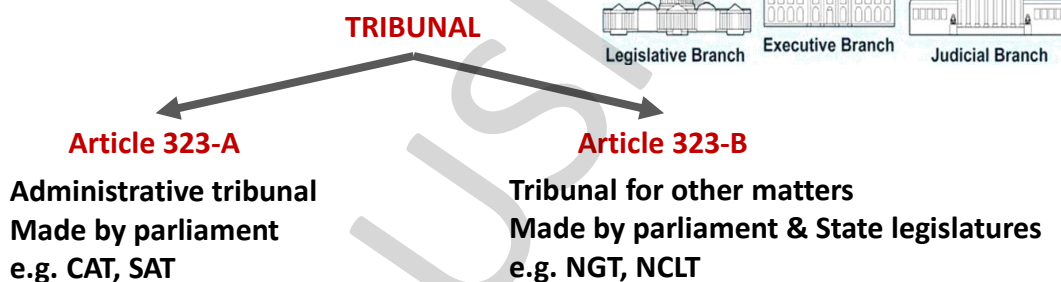 TRIBUNAL
Legislative Branch
Executive Branch
Judicial Branch
Article 323-A
Administrative tribunal
Made by parliament
e.g. CAT, SAT
Article 323-B
Tribunal for other matters
Made by parliament & State legislatures
e.g. NGT, NCLT